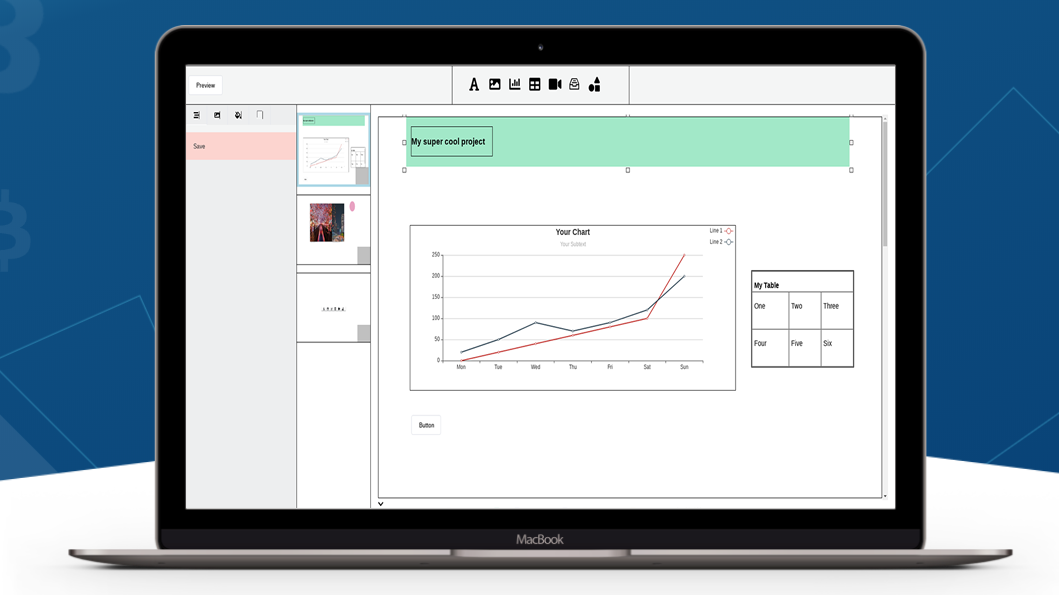 Preview
Save
My super cool project
Your Chart
Your Subtext
Line 1
Line 2
250
200
150
100
50
0
Mon Tue Wed Thu Fri Sat Sun
My Table
One Two Three
Four Five Six
Button
MacBook